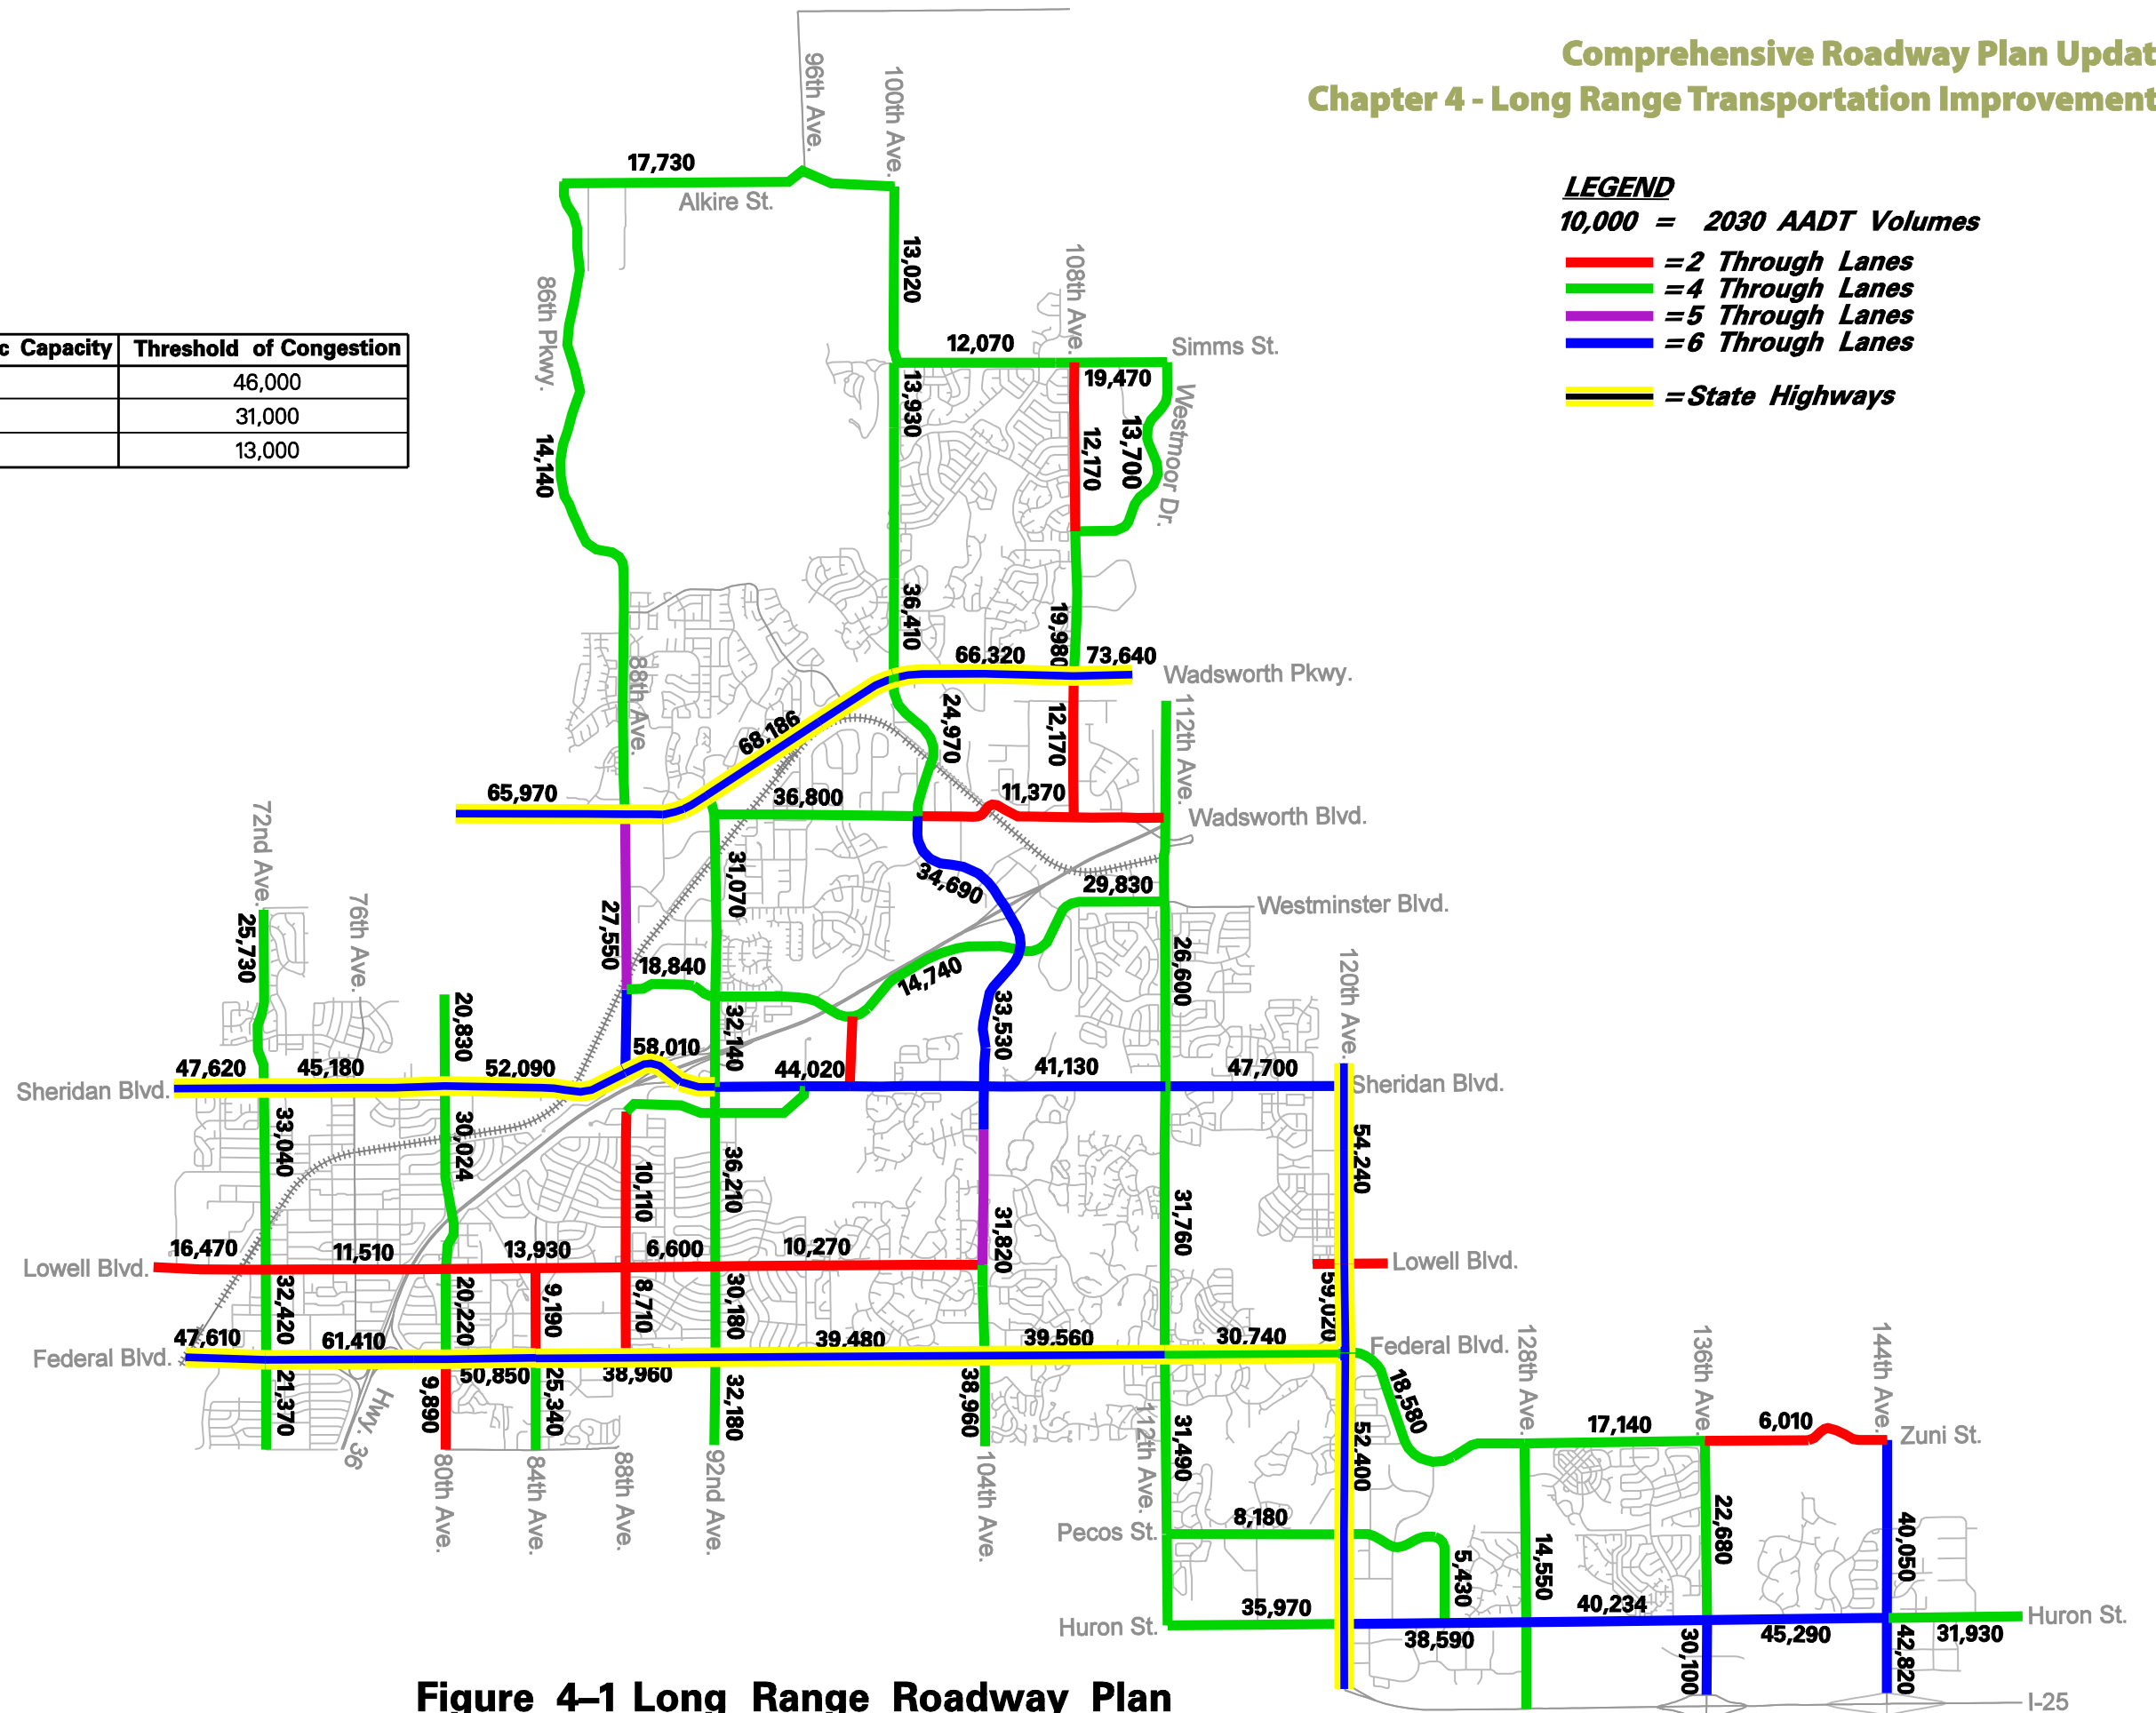 Comprehensive Roadway Plan Updat
Chapter 4 - Long Range Transportation Improvement
LEGEND
10,000 = 2030 AADT Volumes
=2 Through Lanes
=4 Through Lanes
=5 Through Lanes
=6 Through Lanes
=State Highways
c Capacity Threshold of Congestion
46,000
31,000
13,000
96th Ave.
100th Ave.
17,730
Alkire St.
13,020
86th Pkwy.
108th Ave.
12,070
Simms St.
19,470
13,930
Westmoor Dr.
14,140
12,170
13,700
36,410
19,980
66,320
73,640
Wadsworth Pkwy.
88th Ave.
68,186
24,970
12,170
112th Ave.
65,970
36,800
11,370
Wadsworth Blvd.
72nd Ave.
31,070
34,690
29,830
Westminster Blvd.
76th Ave.
25,730
27,550
26,600
18,840
14,740
120th Ave.
20,830
32,140
33,530
58,010
47,620
45,180
52,090
44,020
41,130
47,700
Sheridan Blvd.
Sheridan Blvd.
33,040
30,024
54,240
10,110
36,210
31,760
31,820
16,470
11,510
13,930
6,600
10,270
Lowell Blvd.
Lowell Blvd.
32,420
20,220
9,190
8,710
30,180
59,020
47,610
61,410
39,480
39,560
30,740
Federal Blvd.
Federal Blvd.
50,850
38,960
21,370
9,890
25,340
32,180
38,960
18,580
128th Ave.
136th Ave.
144th Ave.
Hwy. 36
112th Ave.
31,490
52,400
17,140
6,010
Zuni St.
80th Ave.
84th Ave.
88th Ave.
92nd Ave.
104th Ave.
22,680
40,050
8,180
Pecos St.
5,430
14,550
35,970
40,234
Huron St.
Huron St.
38,590
30,100
45,290
42,820
31,930
I-25
Figure 4–1 Long Range Roadway Plan